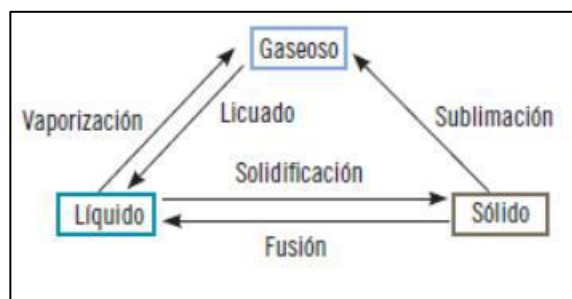 Gaseoso
Vaporización
Licuado
Sublimación
Solidificación
Líquido
Sólido
Fusión